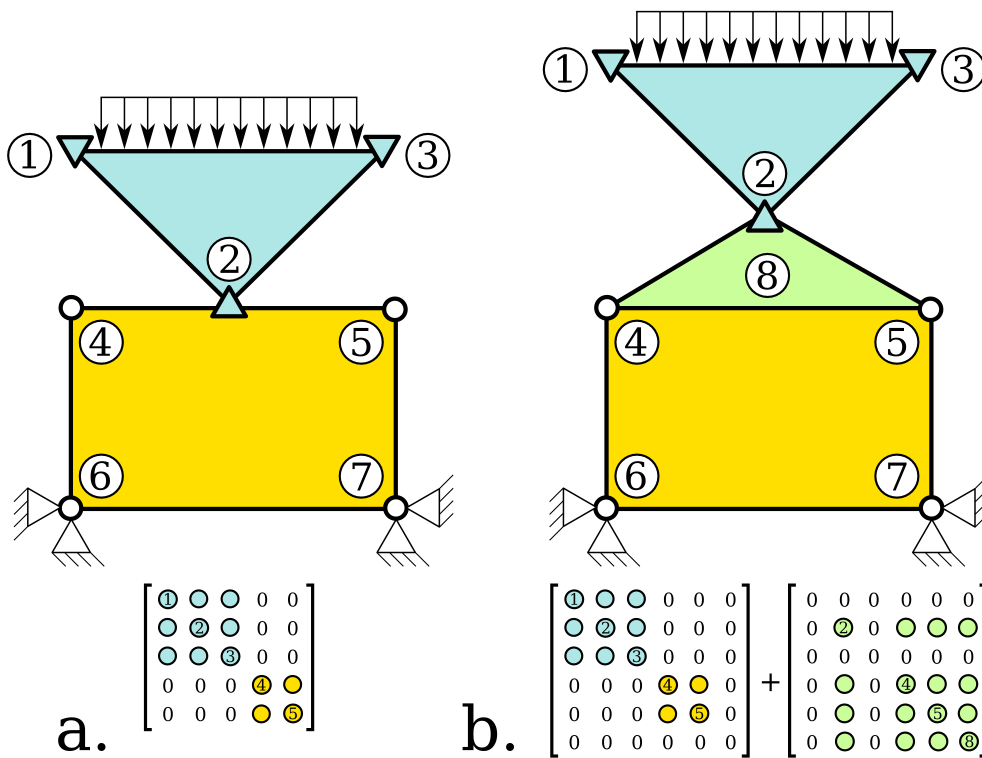 1 3 1 3
2 2
8
4 5 4 5
6 7 6 7
1 0 0
2 0 0
3 0 0
0 0 0 4
0 0 0 5
a.
1 0 0 0
2 0 0 0
3 0 0 0
0 0 0 4 0
0 0 0 5 0
0 0 0 0 0 0
+
0 0 0 0 0 0
0 2 0
0 0 0 0 0 0
0 0 4
0 0 5
0 0 8
b.